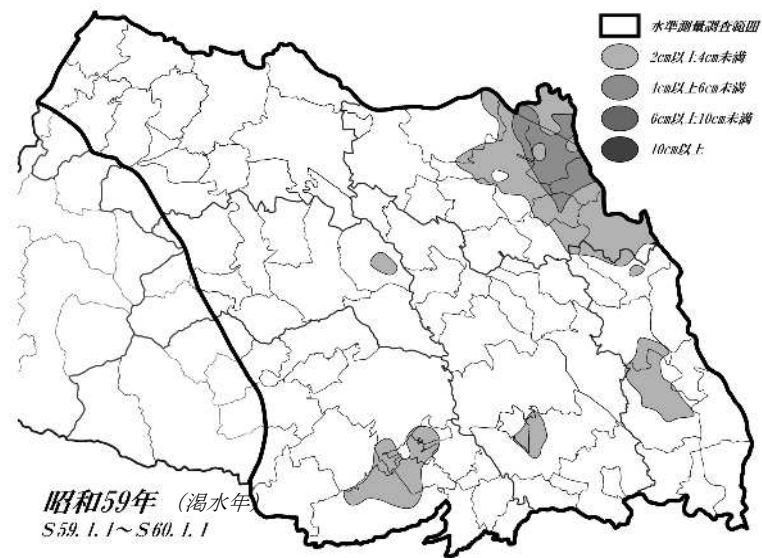 水準測量調査範囲
2cm以上4cm未満
4cm以上6cm未満
6cm以上10cm未満
10cm以上
昭和59年 (渇水年)
S59.1.1~S60.1.1